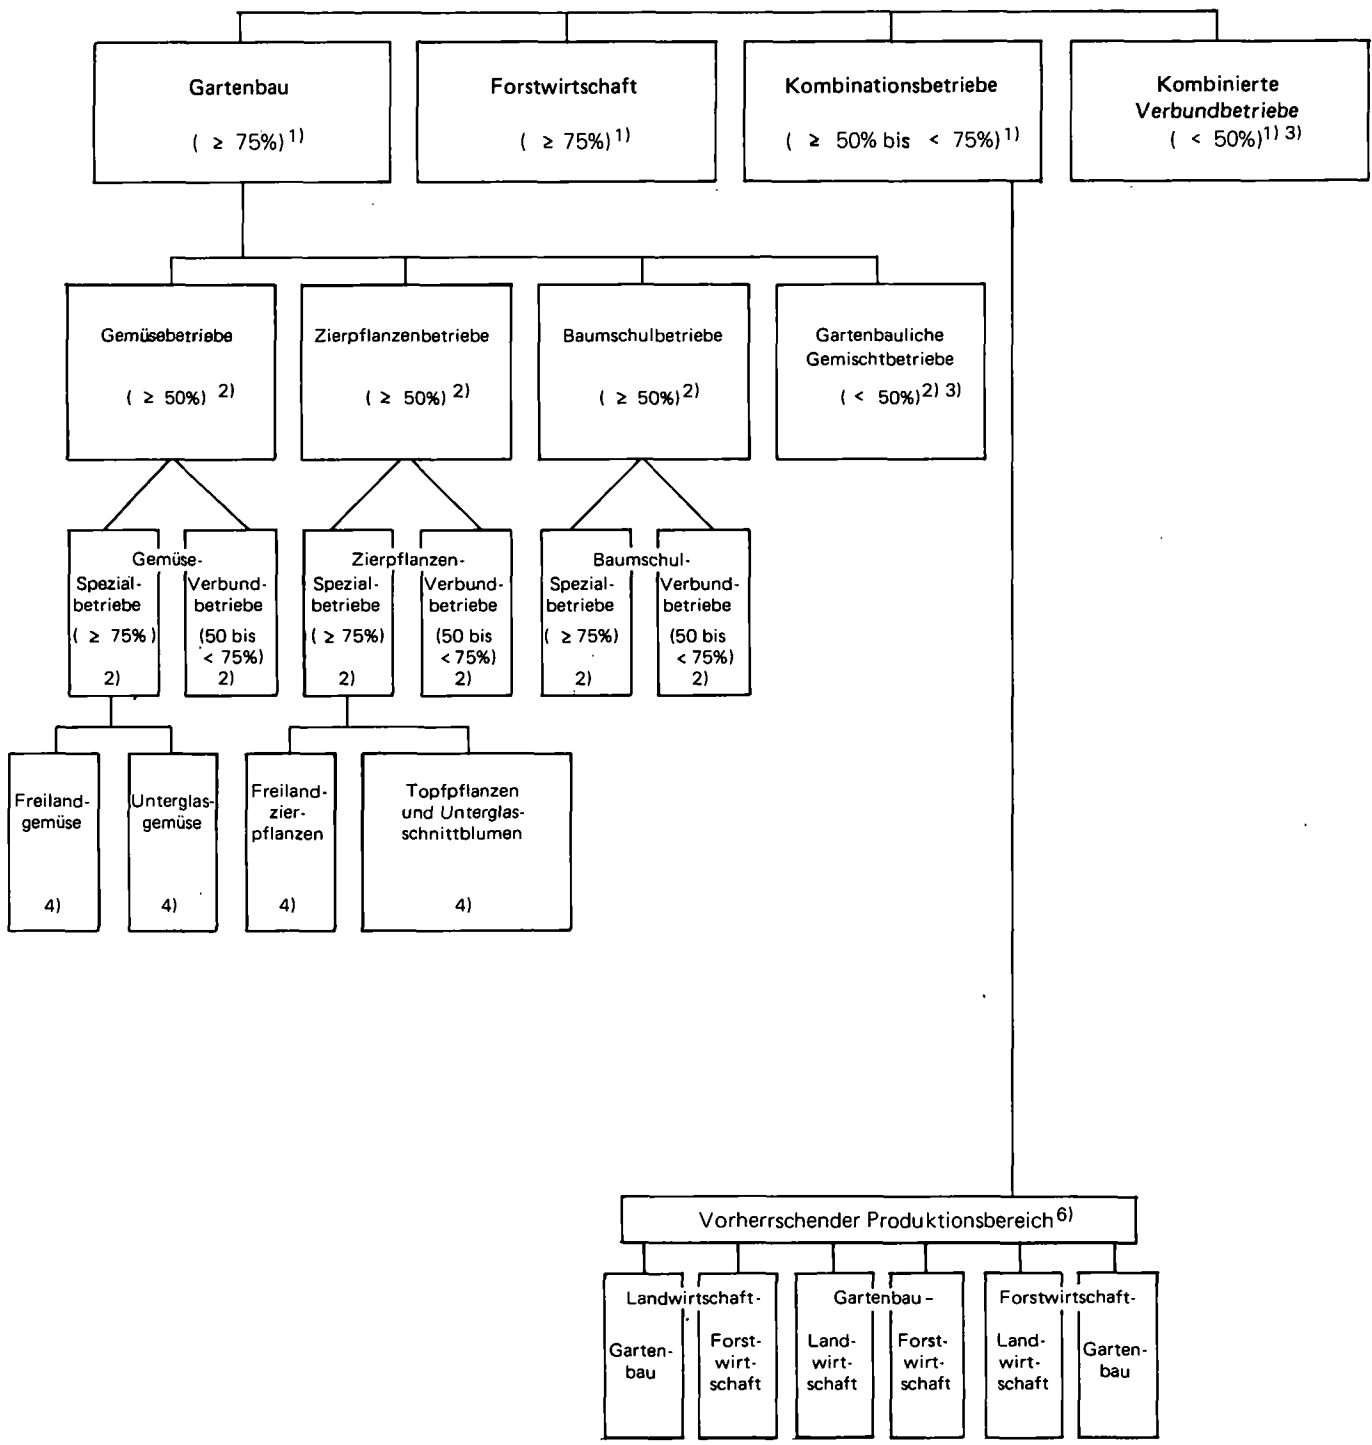 Gartenbau
( ≥ 75%)1)
Forstwirtschaft
( ≥ 75%)1)
Kombinationsbetriebe
( ≥ 50% bis < 75%)1)
Kombinierte
Verbundbetriebe
( < 50%)1) 3)
Gemüsebetriebe
( ≥ 50%) 2)
Zierpflanzenbetriebe
( ≥ 50%) 2)
Baumschulbetriebe
( ≥ 50%)2)
Gartenbauliche
Gemischtbetriebe
( < 50%)2) 3)
Gemüse-
Spezial-
betriebe
( ≥ 75%)
2)
Verbund-
betriebe
(50 bis
< 75%)
2)
Zierpflanzen-
Spezial-
betriebe
( ≥ 75%)
2)
Verbund-
betriebe
(50 bis
< 75%)
2)
Baumschul-
Spezial-
betriebe
( ≥ 75%)
2)
Verbund-
betriebe
(50 bis
< 75%)
2)
Freiland-
gemüse
4)
Unterglas-
gemüse
4)
Freiland-
zier-
pflanzen
4)
Topfpflanzen
und Unterglas-
schnittblumen
4)
Vorherrschender Produktionsbereich6)
Landwirtschaft-
Garten-
bau
Forst-
wirt-
schaft
Gartenbau –
Land-
wirt-
schaft
Forst-
wirt-
schaft
Forstwirtschaft-
Land-
wirt-
schaft
Garten-
bau